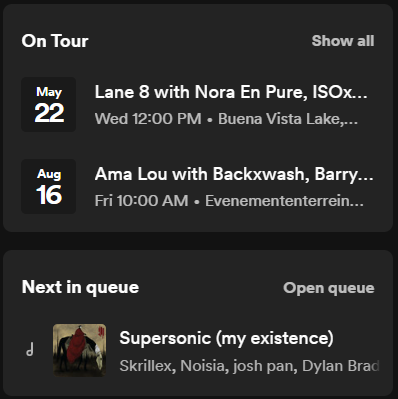 On Tour
Show all
May
22
Lane 8 with Nora En Pure, ISOx...
Wed 12:00 PM • Buena Vista Lake,...
Aug
16
Ama Lou with Backxwash, Barry...
Fri 10:00 AM • Evenemententerrein...
Next in queue
Open queue
Supersonic (my existence)
Skrillex, Noisia, josh pan, Dylan Brad